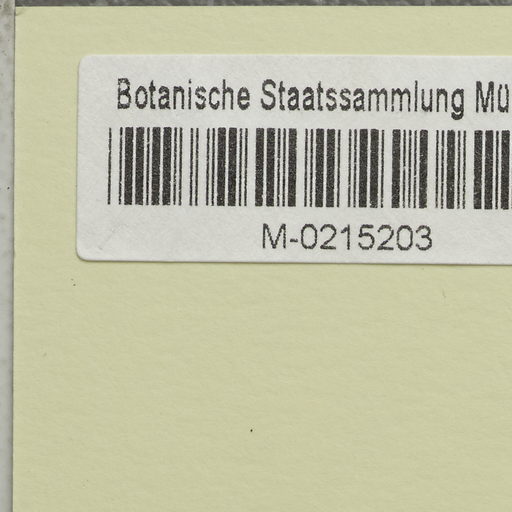 Botanische Staatssammlung Mü
M-0215203